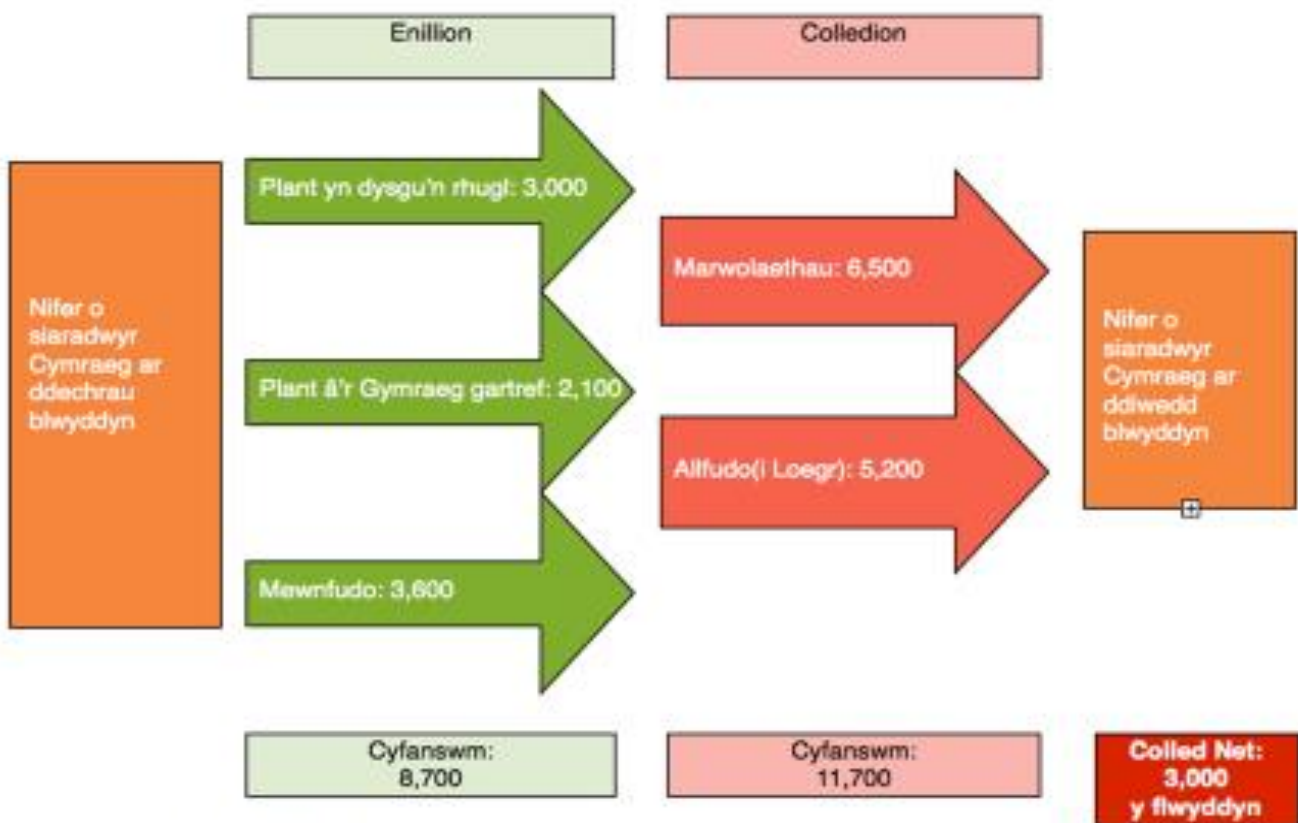 Enillion
Colledion
Nifer o
siaradwyr
Cymraeg ar
ddechrau
blwyddyn
Plant yn dysgu'n rhugl: 3,000
Plant â'r Gymraeg gartref: 2,100
Mewnfudo: 3,600
Marwolaethau: 6,500
Allfudo(i Loegr): 5,200
Nifer o
siaradwyr
Cymraeg ar
ddiwedd
blwyddyn
Cyfanswm:
8,700
Cyfanswm:
11,700
Colled Net:
3,000
y flwyddyn